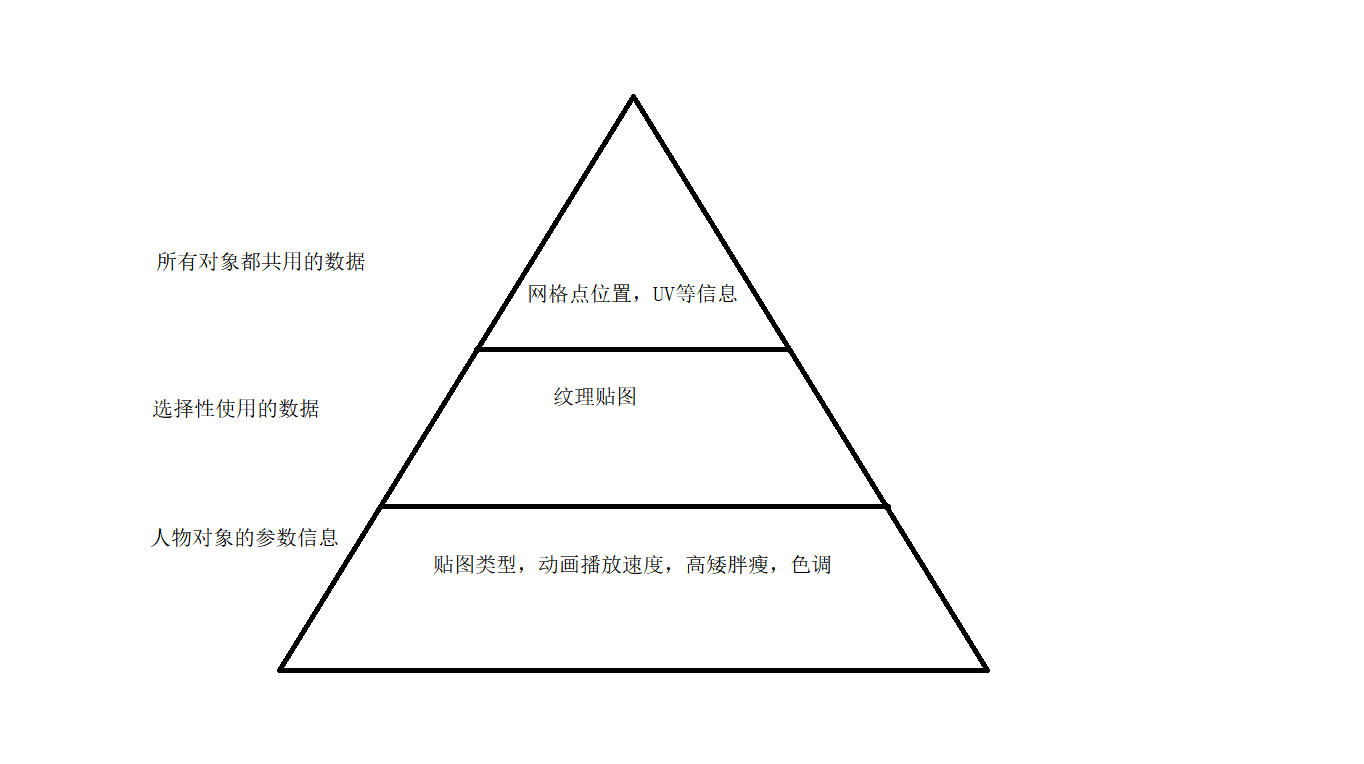 所有对象都共用的数据
网格点位置，UV等信息
选择性使用的数据
纹理贴图
人物对象的参数信息
贴图类型，动画播放速度，高矮胖瘦，色调